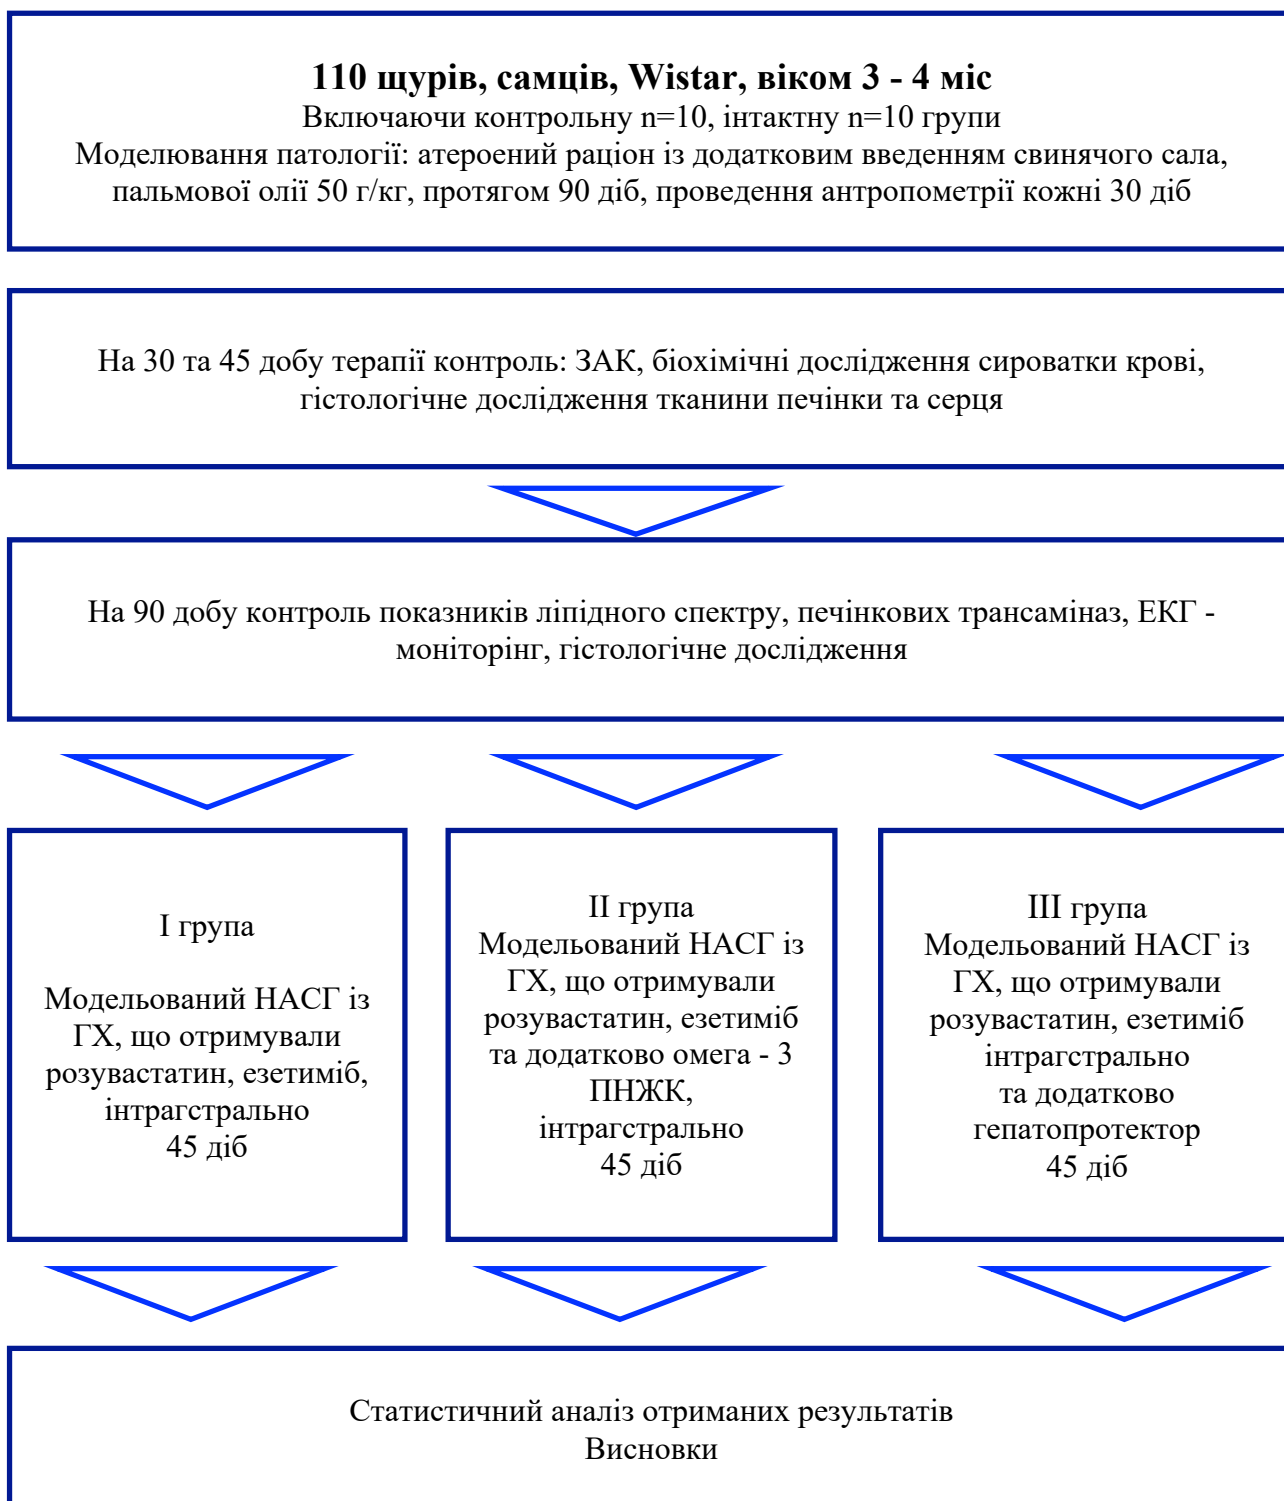 110 щурів, самців, Wistar, віком 3 - 4 міс
Включаючи контрольну n=10, інтактну n=10 групи
Моделювання патології: атероений раціон із додатковим введенням свинячого сала,
пальмової олії 50 г/кг, протягом 90 діб, проведення антропометрії кожні 30 діб
На 30 та 45 добу терапії контроль: ЗАК, біохімічні дослідження сироватки крові,
гістологічне дослідження тканини печінки та серця
На 90 добу контроль показників ліпідного спектру, печінкових трансаміназ, ЕКГ -
моніторінг, гістологічне дослідження
I група
Модельований НАСГ із
ГХ, що отримували
розувастатин, езетиміб,
інтрагстрально
45 діб
II група
Модельований НАСГ із
ГХ, що отримували
розувастатин, езетиміб
та додатково омега - 3
ПНЖК,
інтрагстрально
45 діб
III група
Модельований НАСГ із
ГХ, що отримували
розувастатин, езетиміб
інтрагстрально
та додатково
гепатопротектор
45 діб
Статистичний аналіз отриманих результатів
Висновки